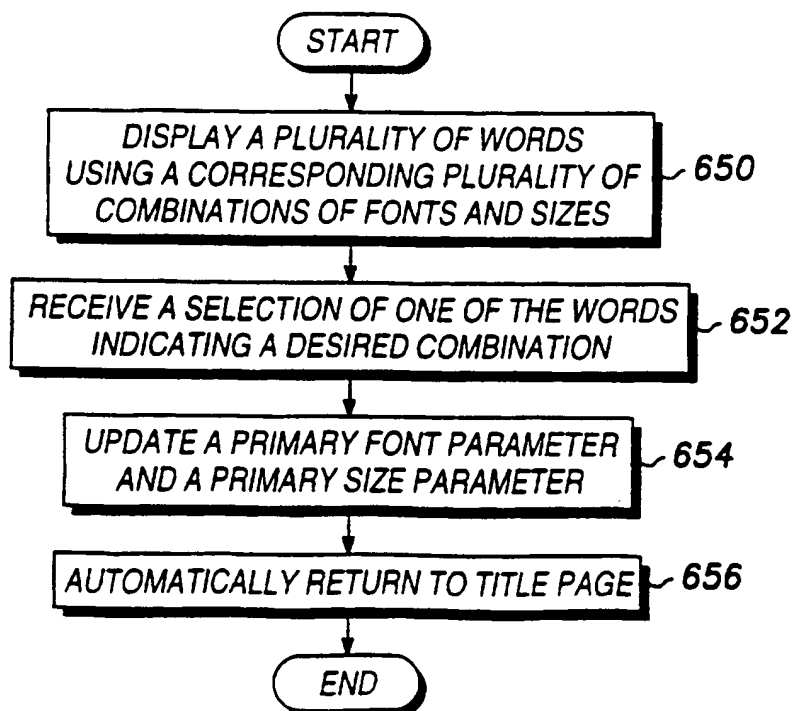 START
DISPLAY A PLURALITY OF WORDS
USING A CORRESPONDING PLURALITY OF
COMBINATIONS OF FONTS AND SIZES
650
RECEIVE A SELECTION OF ONE OF THE WORDS
INDICATING A DESIRED COMBINATION
652
UPDATE A PRIMARY FONT PARAMETER
AND A PRIMARY SIZE PARAMETER
654
AUTOMATICALLY RETURN TO TITLE PAGE
656
END